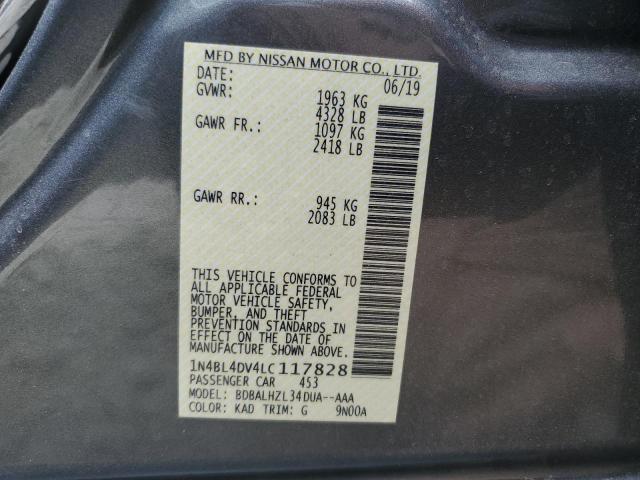 MFD BY NISSAN MOTOR CO., LTD.
DATE: 06/19
GVWR: 1963 KG
4328 LB
GAWR FR.: 1097 KG
2418 LB
GAWR RR.: 945 KG
2083 LB
THIS VEHICLE CONFORMS TO
ALL APPLICABLE FEDERAL
MOTOR VEHICLE SAFETY,
BUMPER, AND THEFT
PREVENTION STANDARDS IN
EFFECT ON THE DATE OF
MANUFACTURE SHOWN ABOVE.
1N4BL4DV4LC117828
PASSENGER CAR 453
MODEL: BDBALHZL34DUA--AAA
COLOR: KAD TRIM: G 9N00A